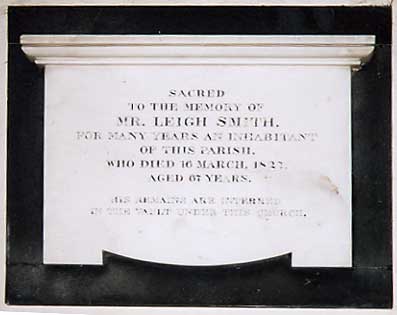 SACRED
TO THE MEMORY OF
MR. LEIGH SMITH,
FOR MANY YEARS AN INHABITANT
OF THIS PARISH,
WHO DIED 16 MARCH, 1822,
AGED 67 YEARS.
HIS REMAINS ARE INTERRED
IN THE VAULT UNDER THIS CHURCH.